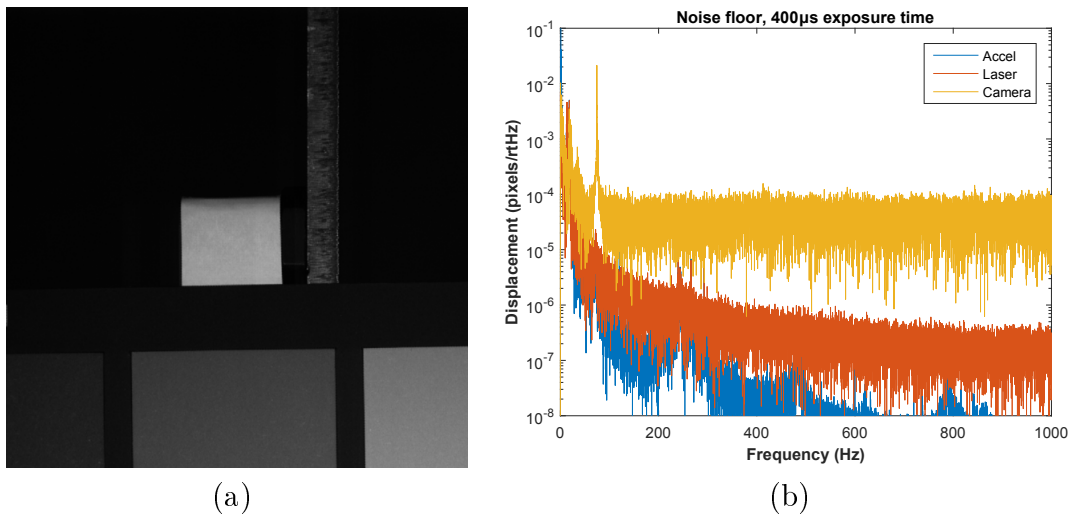 Noise floor, 400µs exposure time
Accel
Laser
Camera
Displacement (pixels/rtHz)
10^-1
10^-2
10^-3
10^-4
10^-5
10^-6
10^-7
10^-8
0 200 400 600 800 1000
Frequency (Hz)
(a) (b)